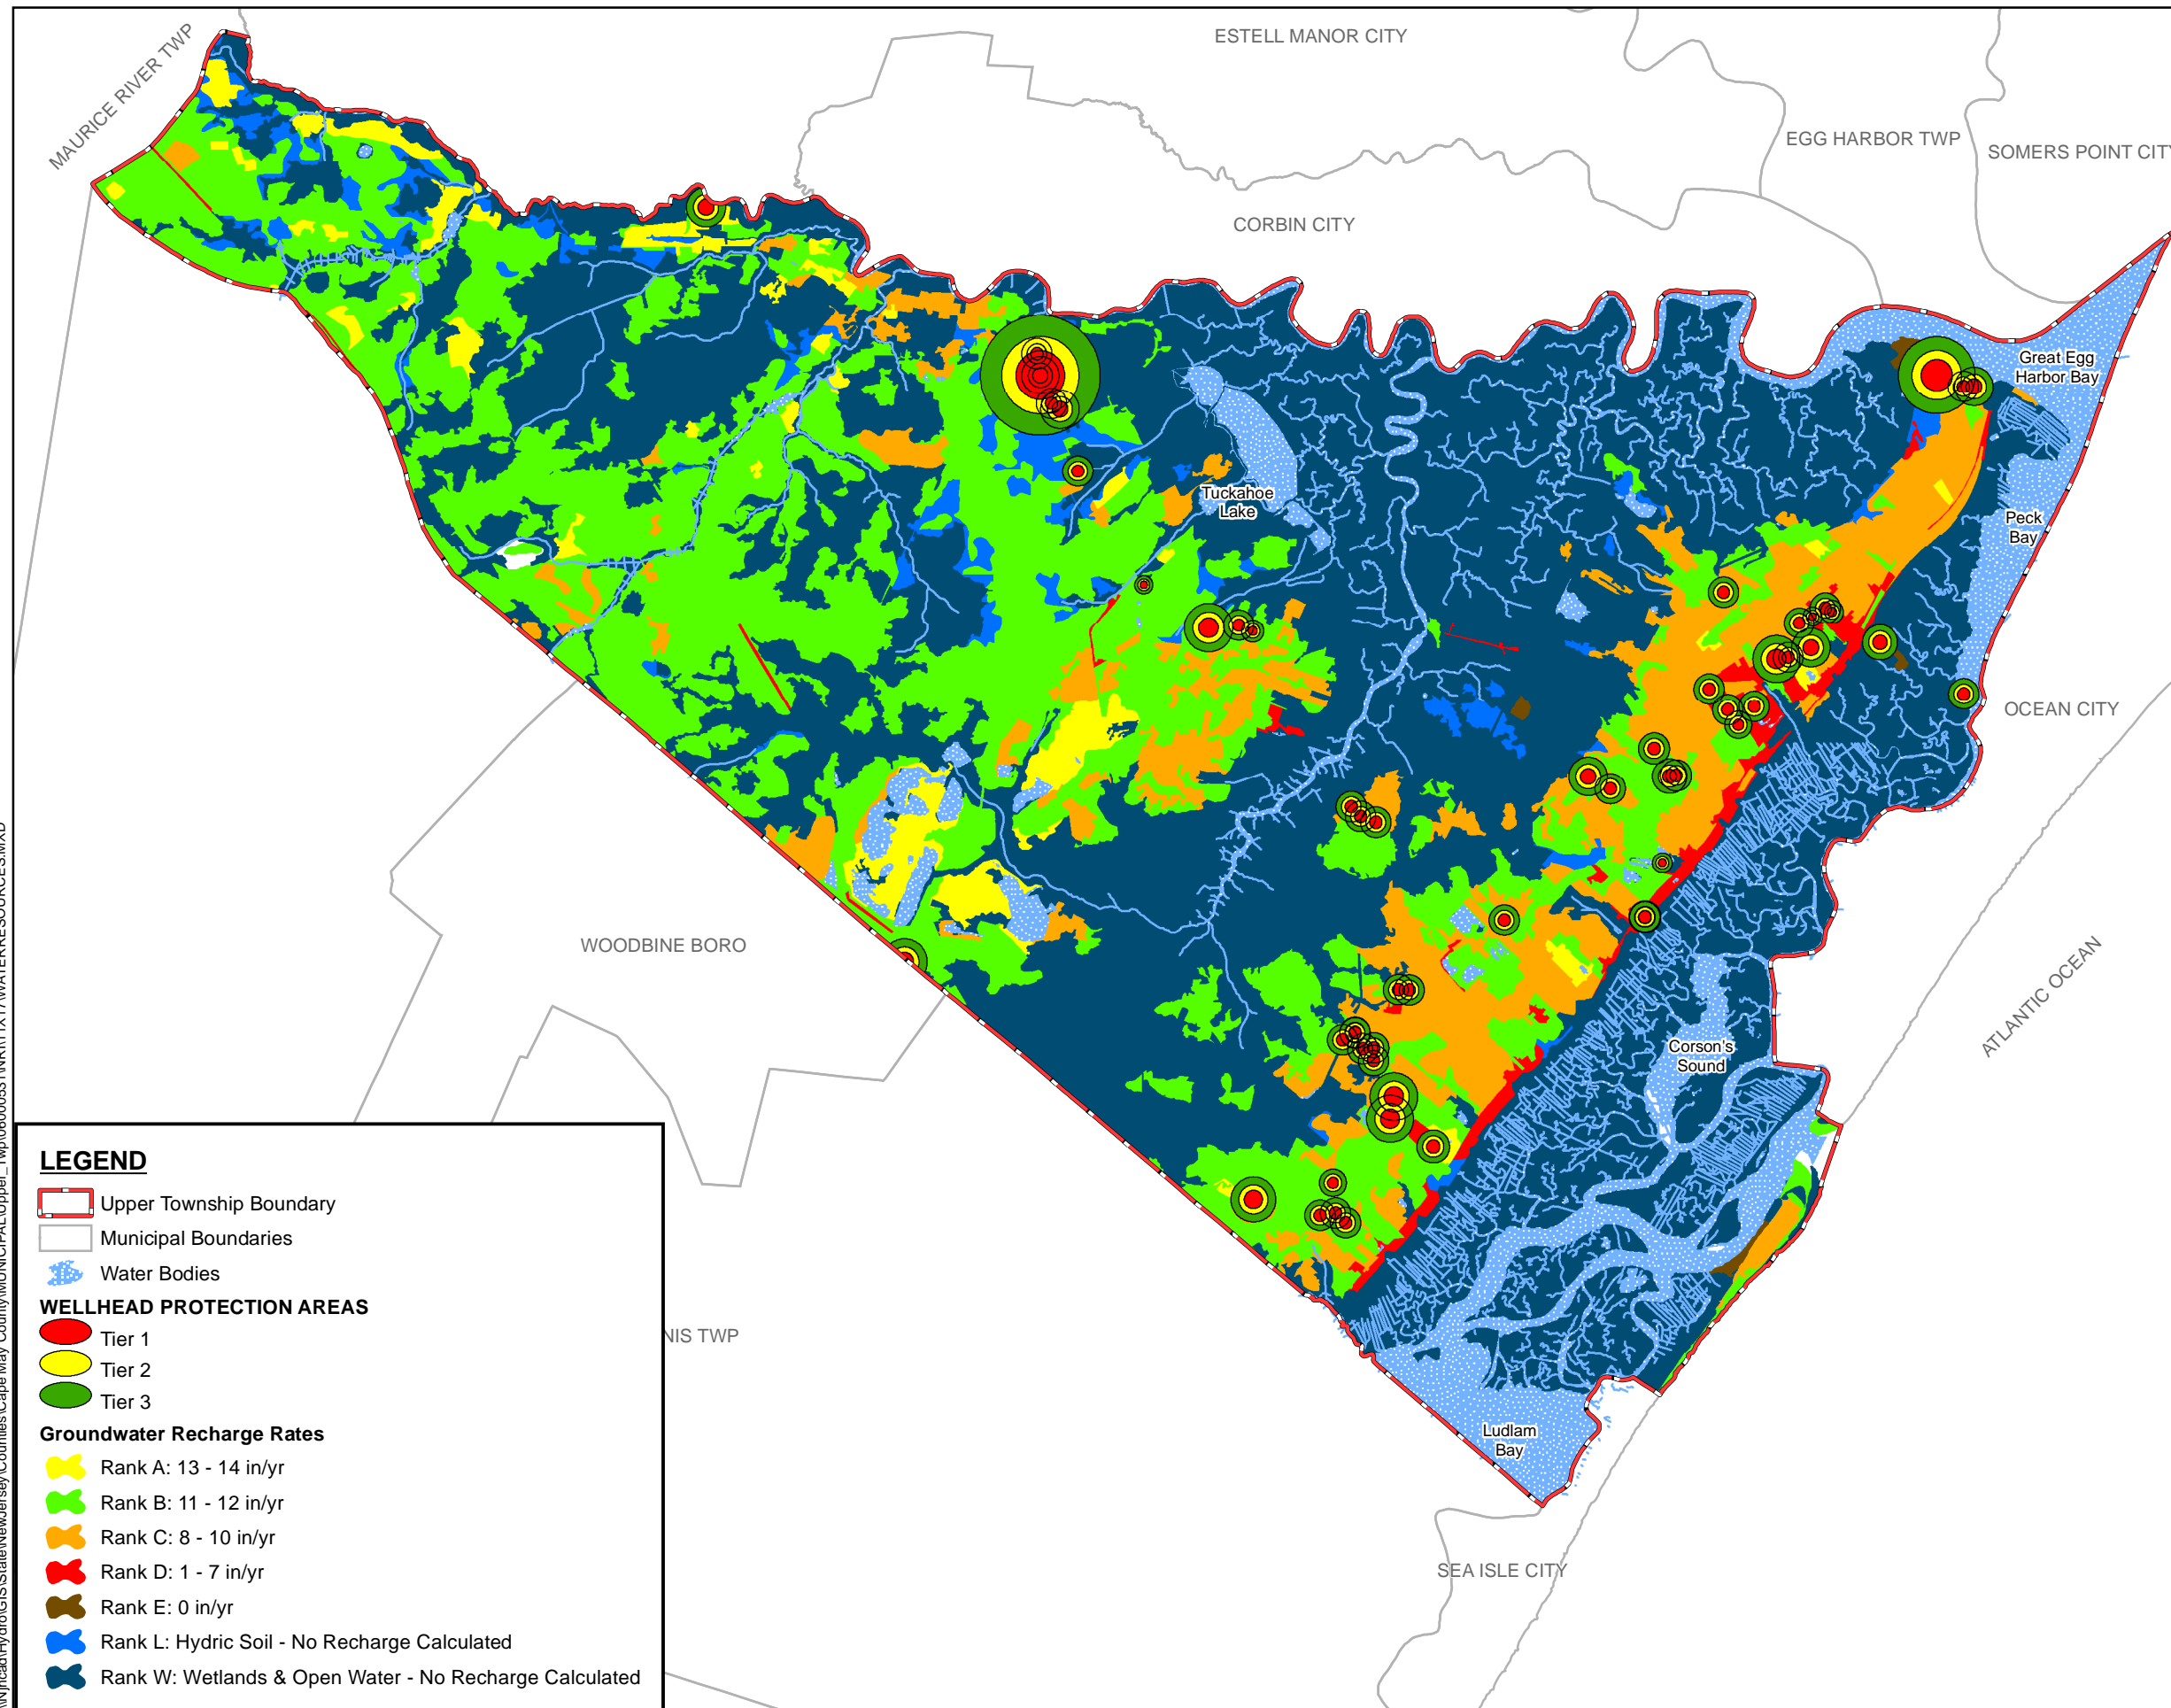 ESTELL MANOR CITY
MAURICE RIVER TWP
EGG HARBOR TWP
SOMERS POINT CITY
CORBIN CITY
Great Egg
Harbor Bay
Tuckahoe
Lake
Peck
Bay
OCEAN CITY
WOODBINE BORO
ATLANTIC OCEAN
Corson's
Sound
NIS TWP
Ludlam
Bay
SEA ISLE CITY
LEGEND
Upper Township Boundary
Municipal Boundaries
Water Bodies
WELLHEAD PROTECTION AREAS
Tier 1
Tier 2
Tier 3
Groundwater Recharge Rates
Rank A: 13 - 14 in/yr
Rank B: 11 - 12 in/yr
Rank C: 8 - 10 in/yr
Rank D: 1 - 7 in/yr
Rank E: 0 in/yr
Rank L: Hydric Soil - No Recharge Calculated
Rank W: Wetlands & Open Water - No Recharge Calculated